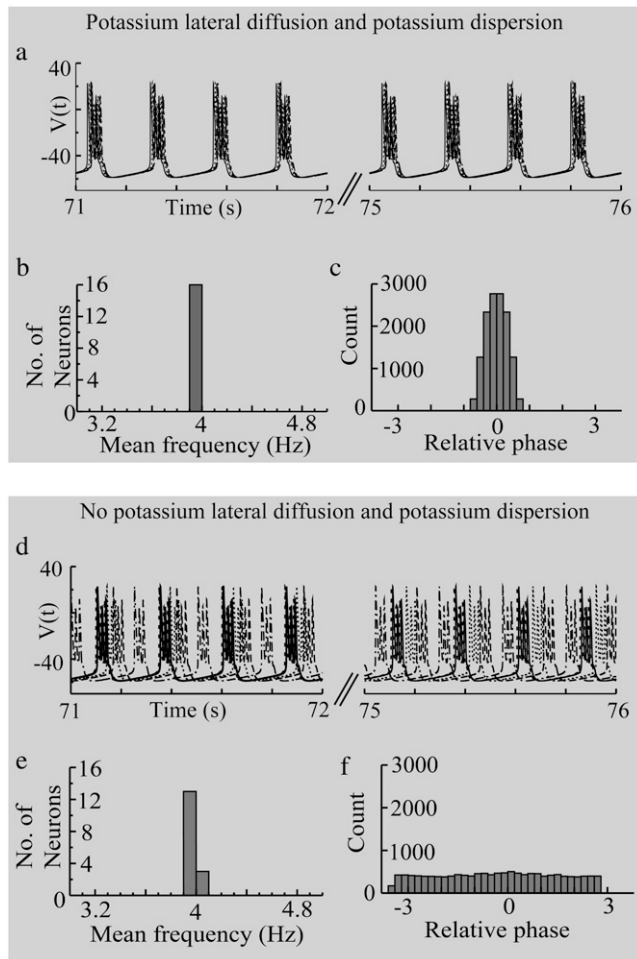 Potassium lateral diffusion and potassium dispersion
a
40
V(t)
-40
71
Time (s)
72
75
76
b
16
12
8
4
0
No. of
Neurons
3.2
4
4.8
Mean frequency (Hz)
c
3000
2000
1000
0
Count
-3
0
3
Relative phase
No potassium lateral diffusion and potassium dispersion
d
40
V(t)
-40
71
Time (s)
72
75
76
e
16
12
8
4
0
No. of
Neurons
3.2
4
4.8
Mean frequency (Hz)
f
3000
2000
1000
0
Count
-3
0
3
Relative phase